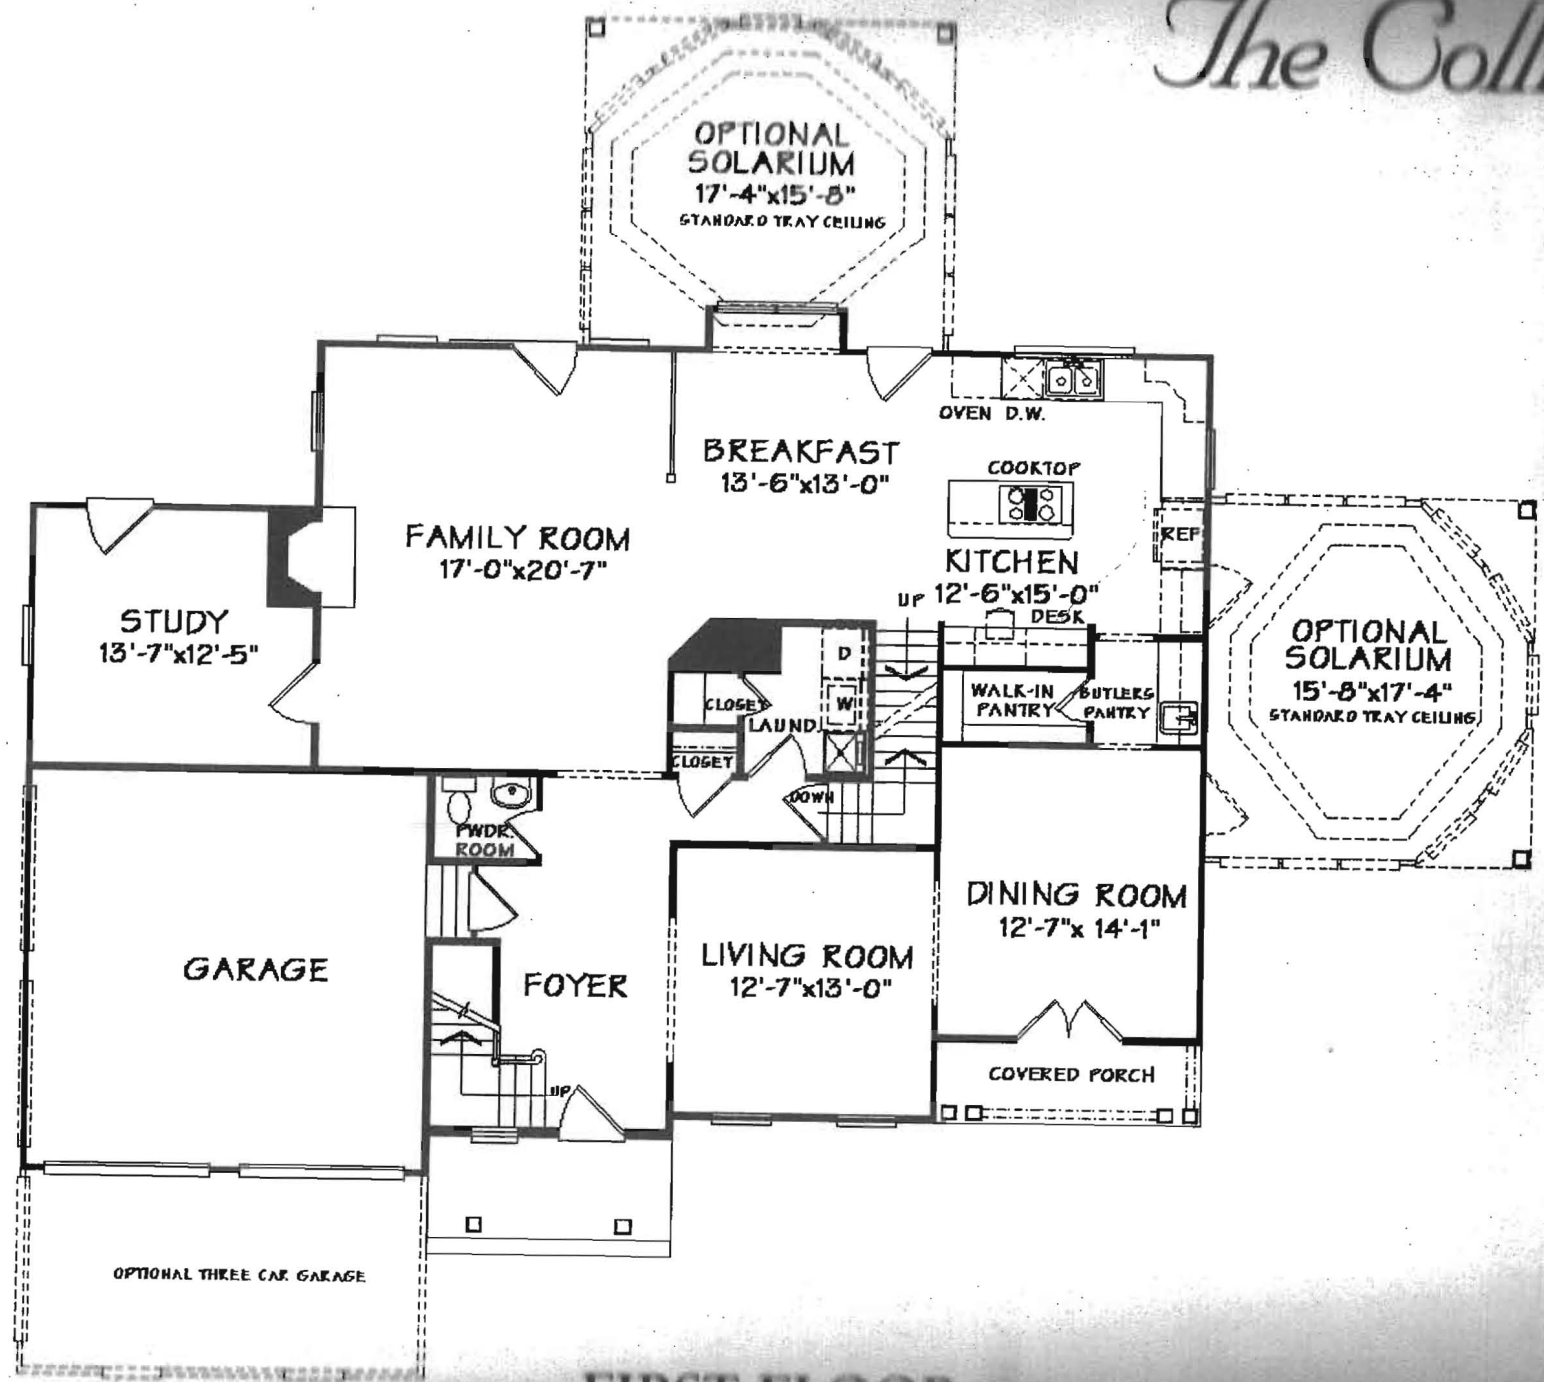 The Coll
OPTIONAL
SOLARIUM
17'-4"x15'-8"
STANDARD TRAY CEILING
OVEN D.W.
BREAKFAST
13'-6"x13'-0"
COOKTOP
FAMILY ROOM
17'-0"x20'-7"
REF
KITCHEN
12'-6"x15'-0"
UP
DESK
STUDY
13'-7"x12'-5"
OPTIONAL
SOLARIUM
15'-8"x17'-4"
STANDARD TRAY CEILING
D
W
CLOSET
LAUND.
WALK-IN
PANTRY
BUTLERS
PANTRY
CLOSET
DOWN
PWDR.
ROOM
DINING ROOM
12'-7"x 14'-1"
LIVING ROOM
12'-7"x13'-0"
GARAGE
FOYER
UP
COVERED PORCH
OPTIONAL THREE CAR GARAGE
FIRST FLOOR